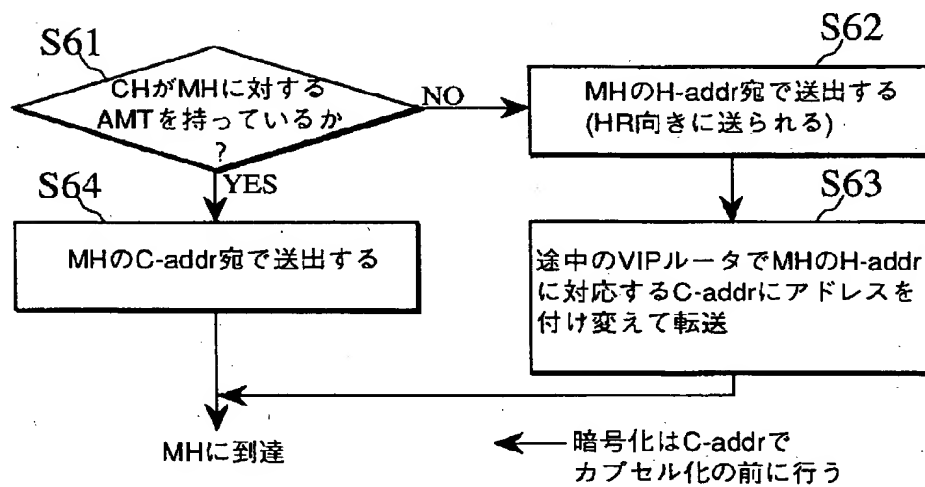 S61
CHがMHに対する
AMTを持っているか
?
NO
YES
S62
MHのH-addr宛で送出する
(HR向きに送られる)
S64
MHのC-addr宛で送出する
S63
途中のVIPルータでMHのH-addr
に対応するC-addrにアドレスを
付け変えて転送
MHに到達
暗号化はC-addrで
カプセル化の前に行う